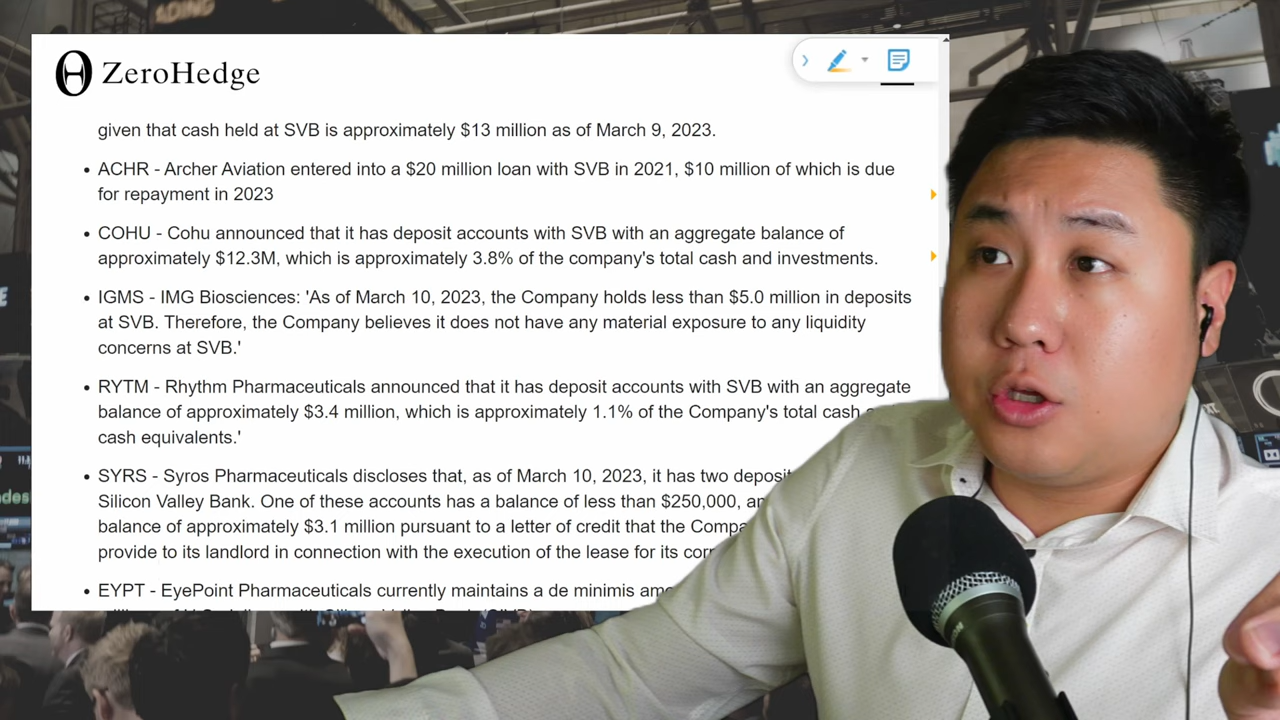 ZeroHedge
given that cash held at SVB is approximately $13 million as of March 9, 2023.
• ACHR - Archer Aviation entered into a $20 million loan with SVB in 2021, $10 million of which is due
for repayment in 2023
• COHU - Cohu announced that it has deposit accounts with SVB with an aggregate balance of
approximately $12.3M, which is approximately 3.8% of the company's total cash and investments.
• IGMS - IMG Biosciences: 'As of March 10, 2023, the Company holds less than $5.0 million in deposits
at SVB. Therefore, the Company believes it does not have any material exposure to any liquidity
concerns at SVB.'
• RYTM - Rhythm Pharmaceuticals announced that it has deposit accounts with SVB with an aggregate
balance of approximately $3.4 million, which is approximately 1.1% of the Company's total cash
cash equivalents.'
• SYRS - Syros Pharmaceuticals discloses that, as of March 10, 2023, it has two deposit
Silicon Valley Bank. One of these accounts has a balance of less than $250,000,
balance of approximately $3.1 million pursuant to a letter of credit that the
provide to its landlord in connection with the execution of the lease for its
• EYPT - EyePoint Pharmaceuticals currently maintains a de minimis